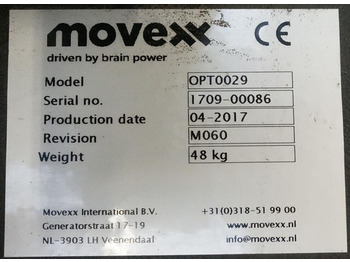 movexx CE
driven by brain power
Model OPT0029
Serial no. 1709-00086
Production date 04-2017
Revision M060
Weight 48 kg
Movexx International B.V. +31(0)318-51 99 00
Generatorstraat 17-19 www.movexx.nl
NL-3903 LH Veenendaal info@movexx.nl